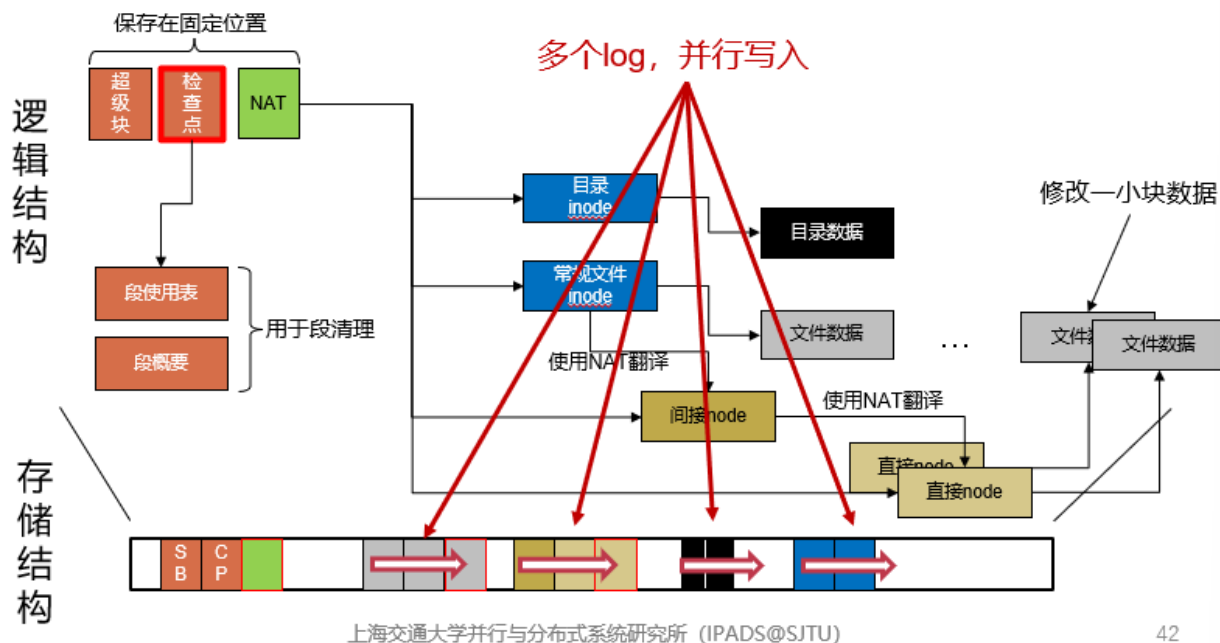 保存在固定位置
多个log，并行写入
逻辑结构
超级块
检查点
NAT
目录
inode
目录数据
修改一小块数据
常规文件
inode
文件数据
...
文件数据
文件数据
段使用表
用于段清理
段概要
使用NAT翻译
间接node
使用NAT翻译
直接node
直接node
存储结构
SB
CP
上海交通大学并行与分布式系统研究所（IPADS@SJTU）
42